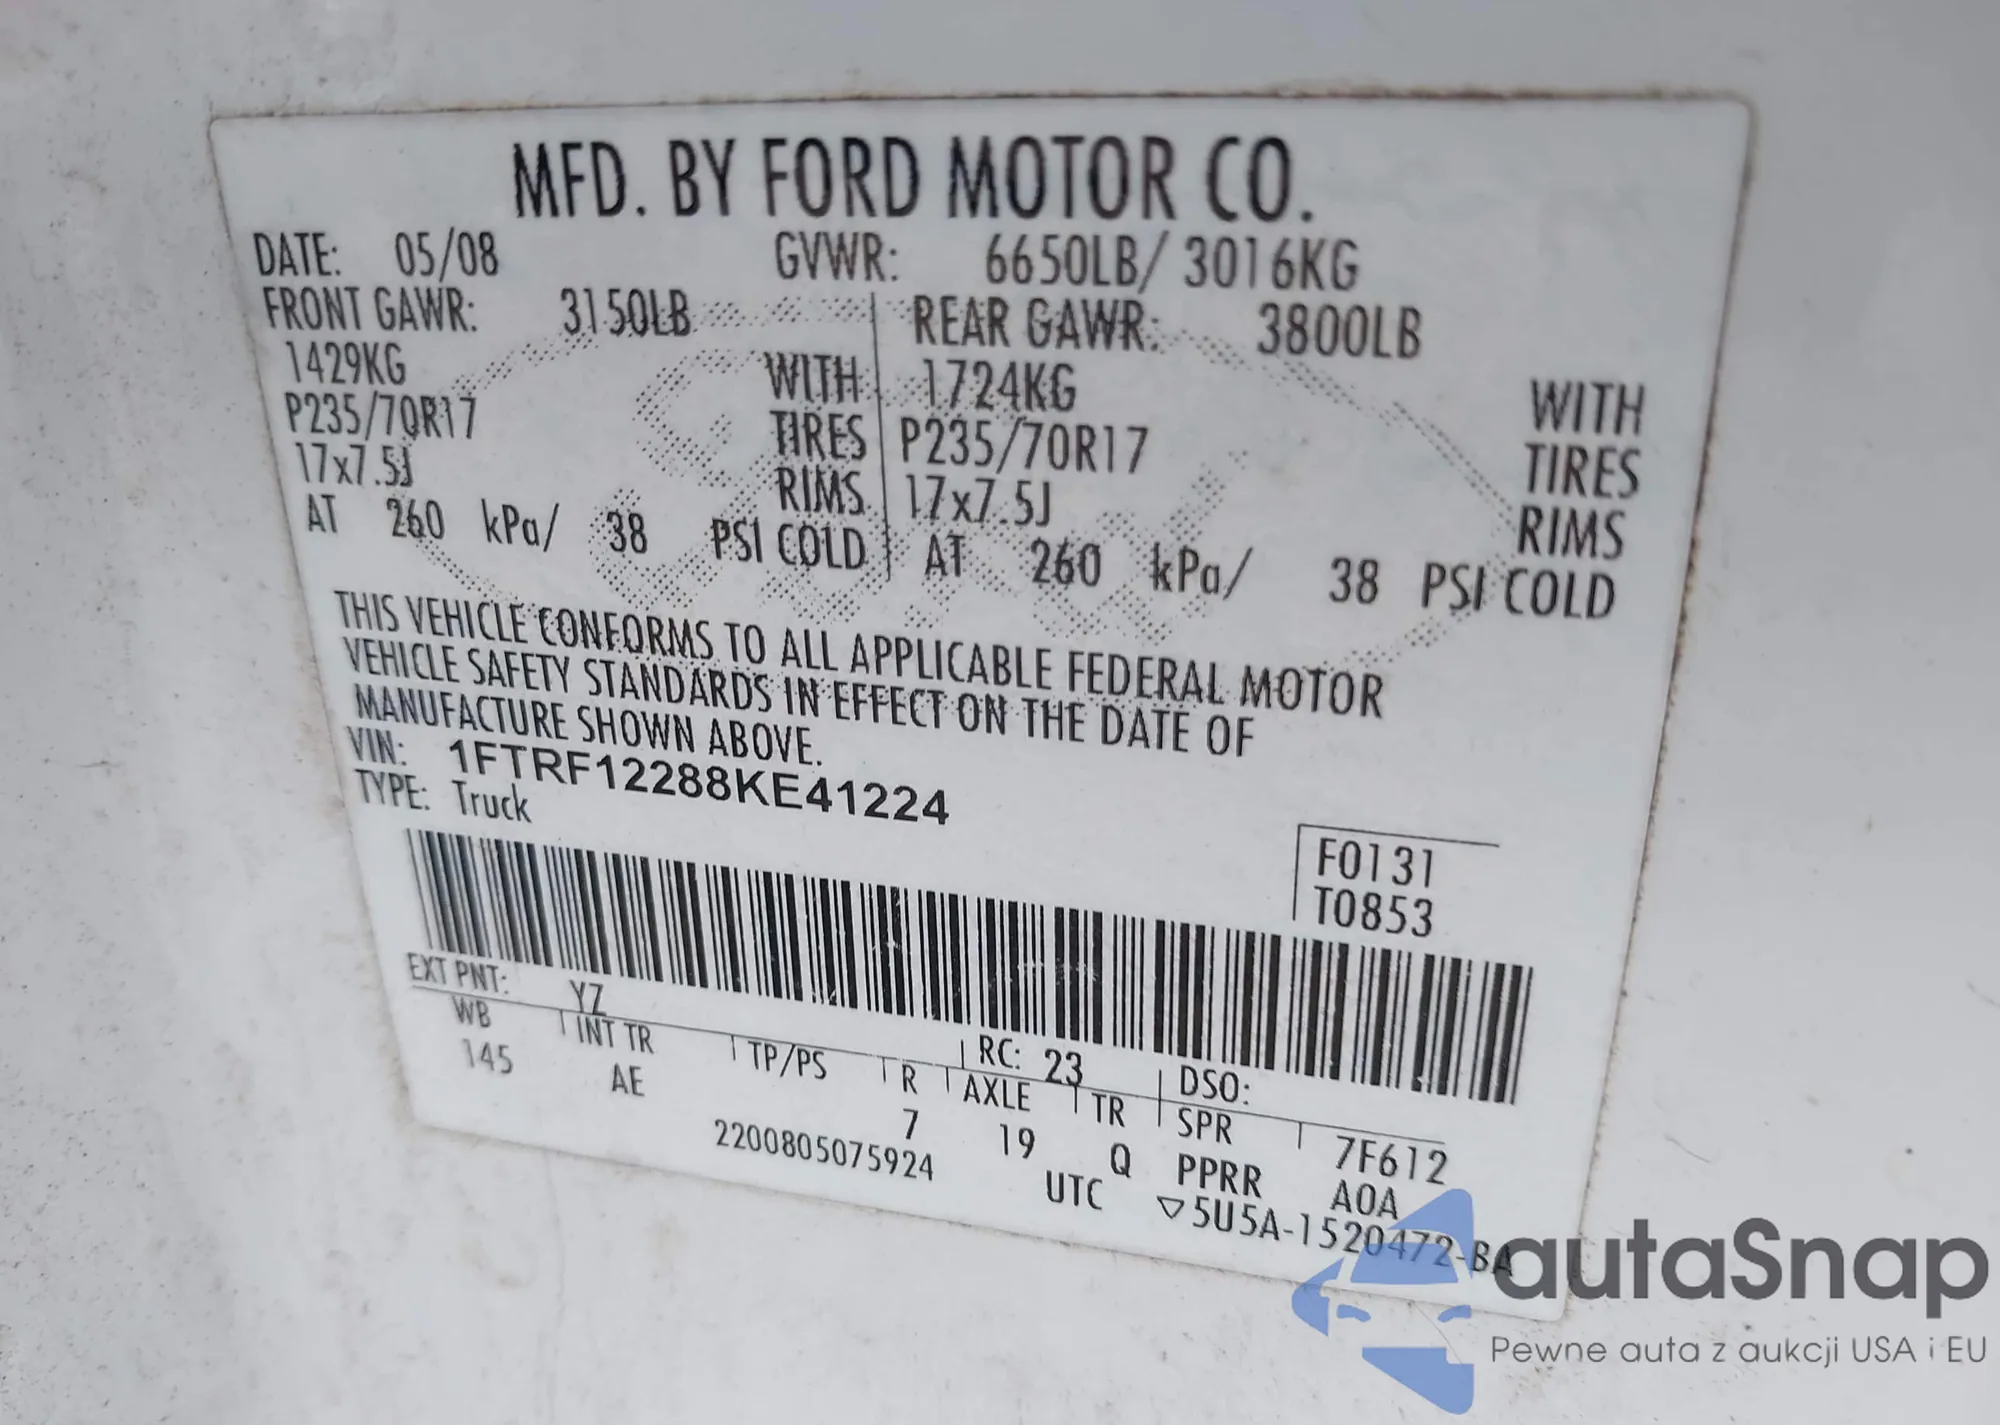 MFD. BY FORD MOTOR CO.
DATE: 05/08 GVWR: 6650LB/ 3016KG
FRONT GAWR: 3150LB REAR GAWR: 3800LB
1429KG WITH 1724KG WITH
P235/70R17 TIRES P235/70R17 TIRES
17x7.5J RIMS 17x7.5J RIMS
AT 260 kPa/ 38 PSI COLD AT 260 kPa/ 38 PSI COLD
THIS VEHICLE CONFORMS TO ALL APPLICABLE FEDERAL MOTOR
VEHICLE SAFETY STANDARDS IN EFFECT ON THE DATE OF
MANUFACTURE SHOWN ABOVE.
VIN: 1FTRF12288KE41224
TYPE: Truck
F0131
T0853
EXT PNT: YZ RC: 23 DSO:
WB INT TR TP/PS R AXLE TR SPR 7F612
145 AE 7 19 Q PPRR A0A
2200805075924 UTC ▽5U5A-1520472-BA
autaSnap
Pewne auta z aukcji USA i EU